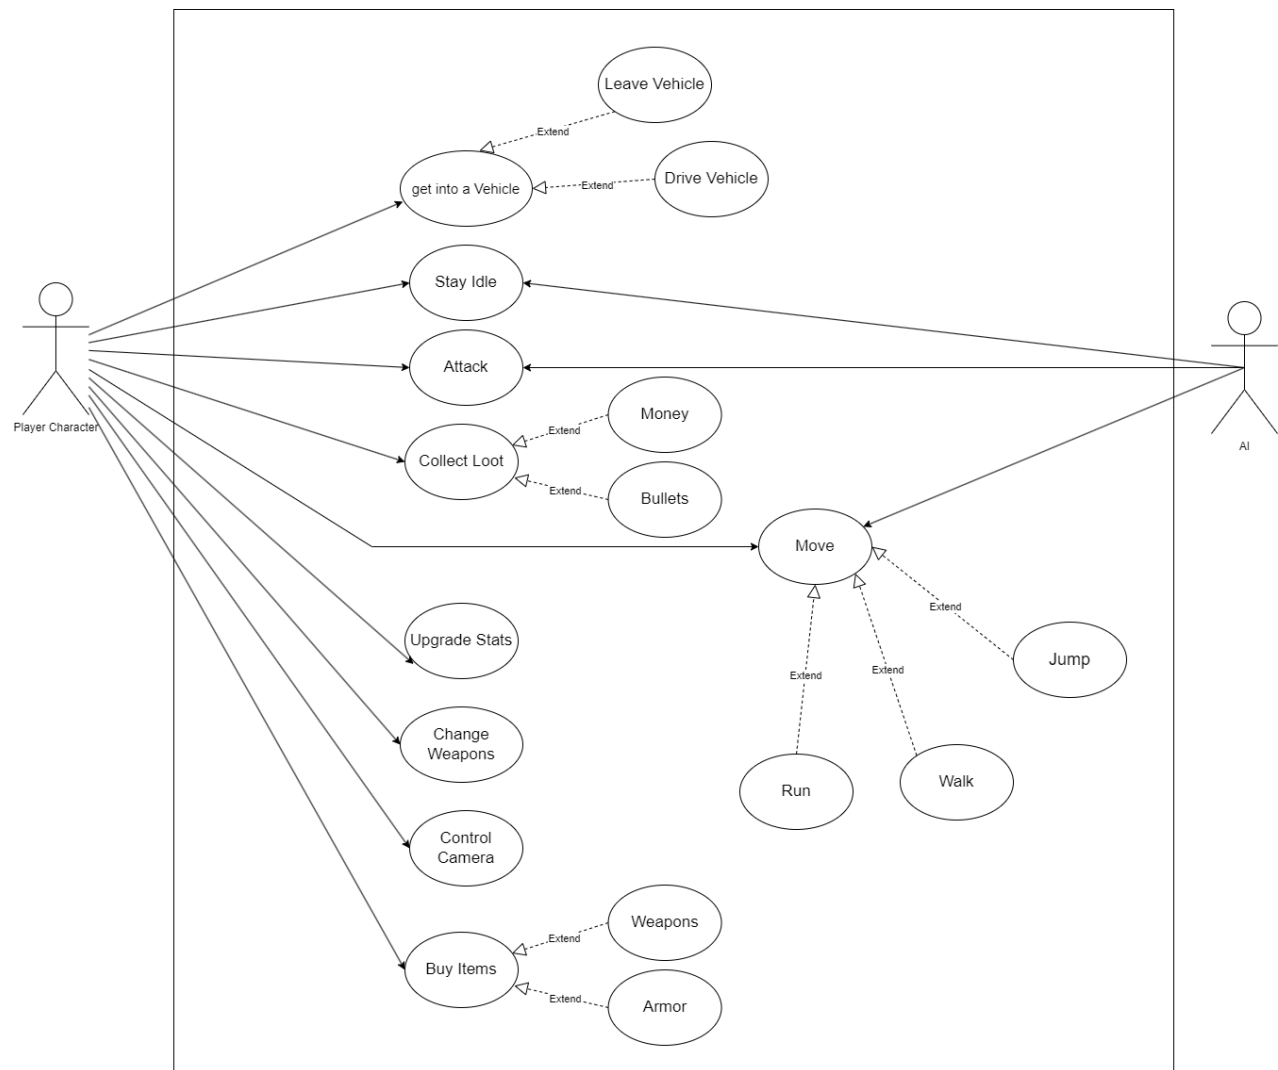 Leave Vehicle
Extend
Drive Vehicle
Extend
get into a Vehicle
Stay Idle
Attack
Money
Extend
Collect Loot
Bullets
Extend
Player Character
AI
Move
Extend
Jump
Upgrade Stats
Extend
Extend
Change
Weapons
Run
Walk
Control
Camera
Weapons
Extend
Buy Items
Extend
Armor